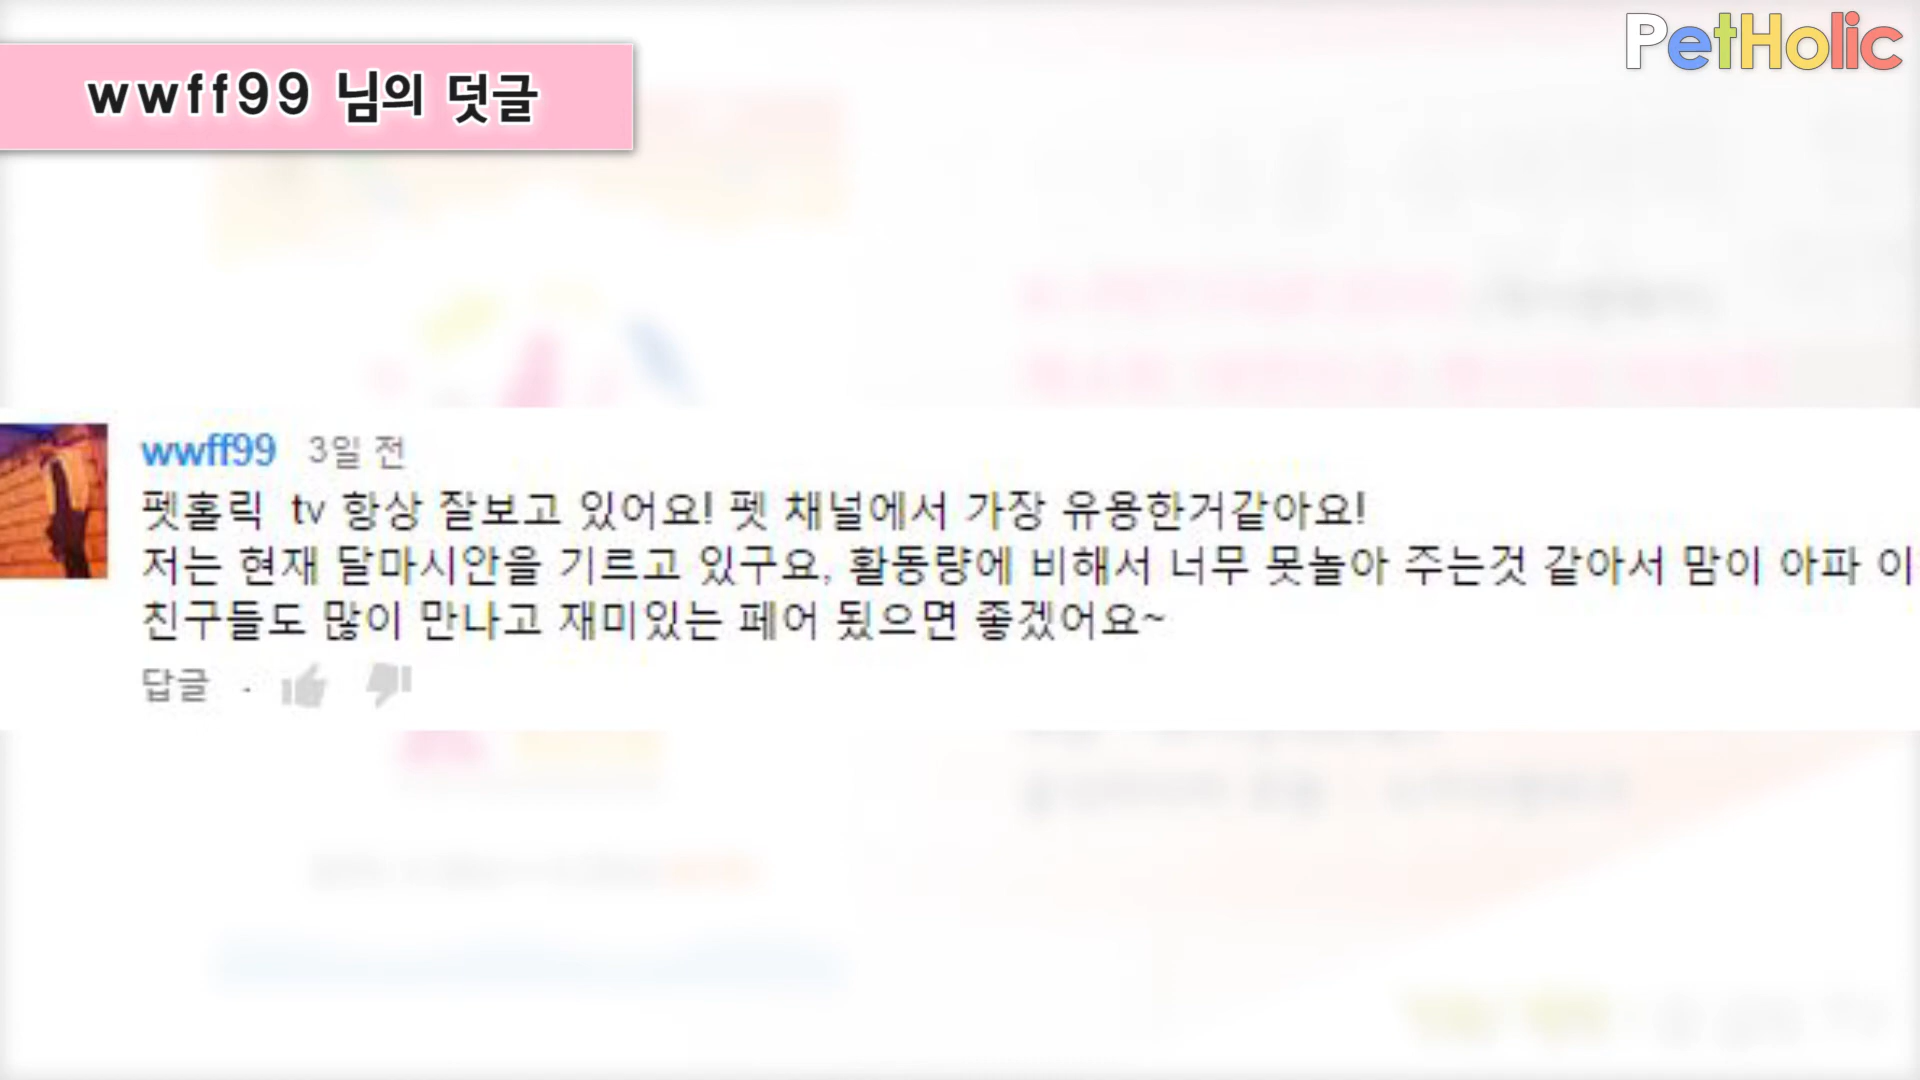 PetHolic
wwff99 님의 덧글
wwff99 3일 전
펫홀릭 tv 항상 잘보고 있어요! 펫 채널에서 가장 유용한거같아요!
저는 현재 달마시안을 기르고 있구요, 활동량에 비해서 너무 못놀아 주는것 같아서 맘이 아파 이
친구들도 많이 만나고 재미있는 페어 됬으면 좋겠어요~
답글 .